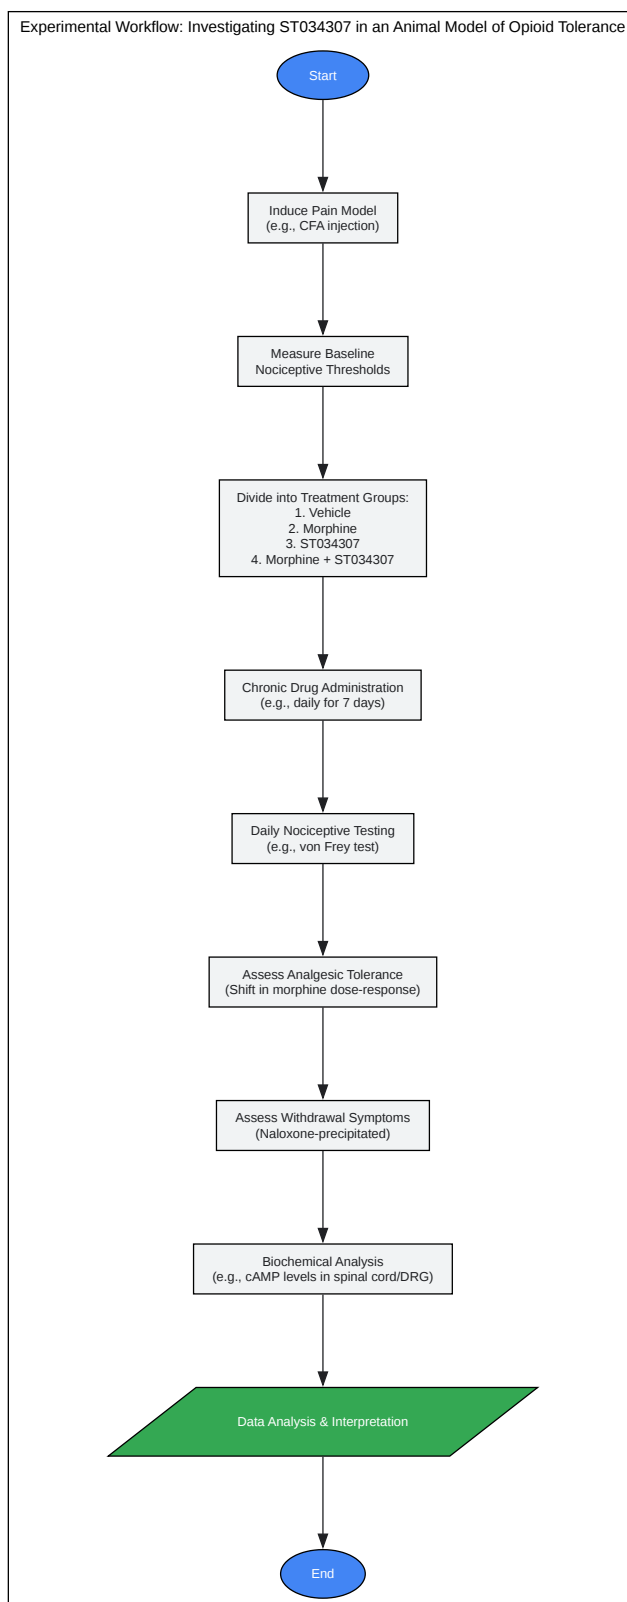 Experimental Workflow: Investigating ST034307 in an Animal Model of Opioid Tolerance
Start
Induce Pain Model
(e.g., CFA injection)
Measure Baseline
Nociceptive Thresholds
Divide into Treatment Groups:
1. Vehicle
2. Morphine
3. ST034307
4. Morphine + ST034307
Chronic Drug Administration
(e.g., daily for 7 days)
Daily Nociceptive Testing
(e.g., von Frey test)
Assess Analgesic Tolerance
(Shift in morphine dose-response)
Assess Withdrawal Symptoms
(Naloxone-precipitated)
Biochemical Analysis
(e.g., cAMP levels in spinal cord/DRG)
Data Analysis & Interpretation
End